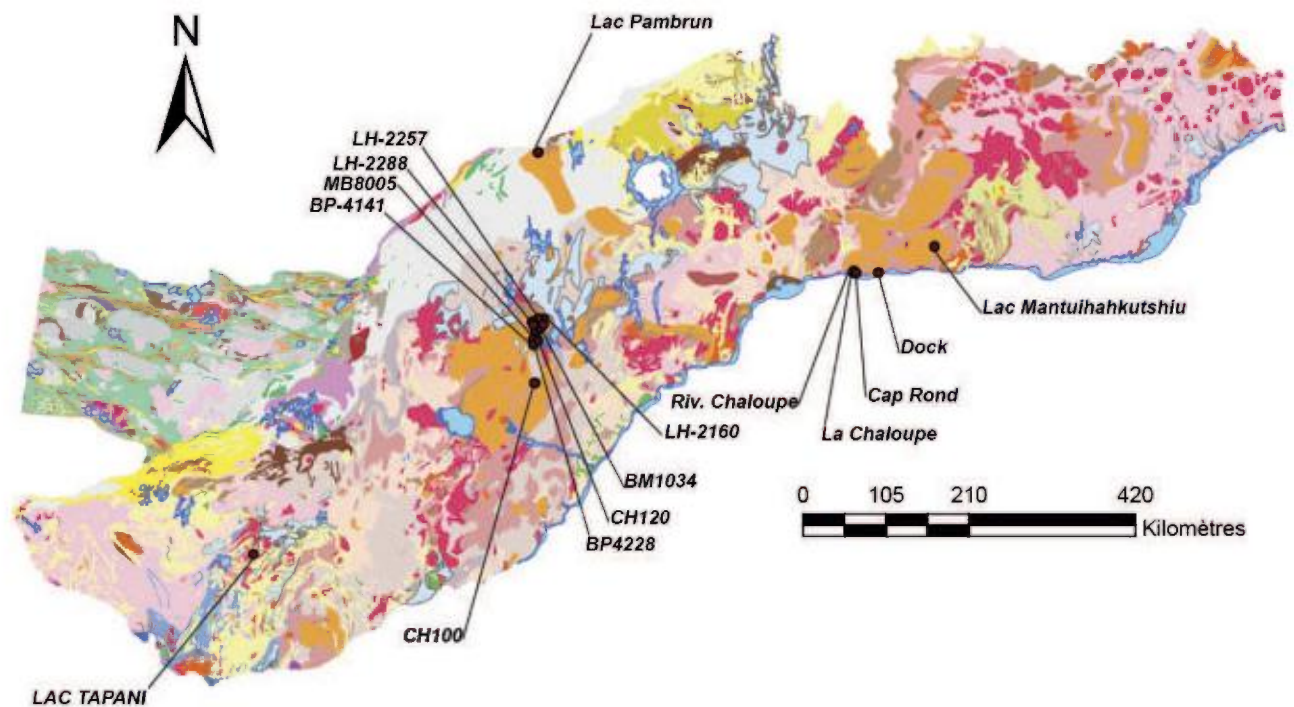 Lac Pambrun
N
LH-2257
LH-2288
MB8005
BP-4141
Lac Mantuihahkutshiu
Dock
Riv. Chaloupe
Cap Rond
La Chaloupe
LH-2160
BM1034
CH120
BP4228
CH100
LAC TAPANI
0 105 210 420
Kilomètres